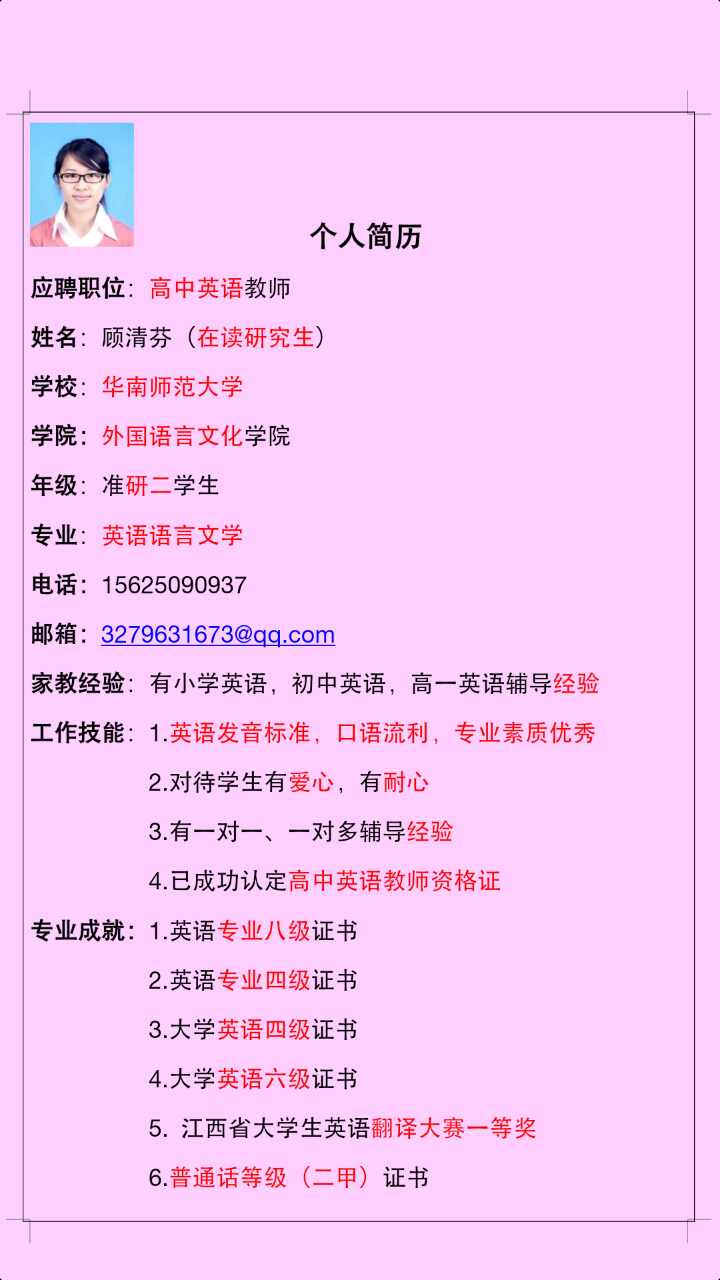 个人简历
应聘职位：高中英语教师
姓名：顾清芬（在读研究生）
学校：华南师范大学
学院：外国语言文化学院
年级：准研二学生
专业：英语语言文学
电话：15625090937
邮箱：3279631673@qq.com
家教经验：有小学英语，初中英语，高一英语辅导经验
工作技能：1.英语发音标准，口语流利，专业素质优秀
2.对待学生有爱心，有耐心
3.有一对一、一对多辅导经验
4.已成功认定高中英语教师资格证
专业成就：1.英语专业八级证书
2.英语专业四级证书
3.大学英语四级证书
4.大学英语六级证书
5. 江西省大学生英语翻译大赛一等奖
6.普通话等级（二甲）证书